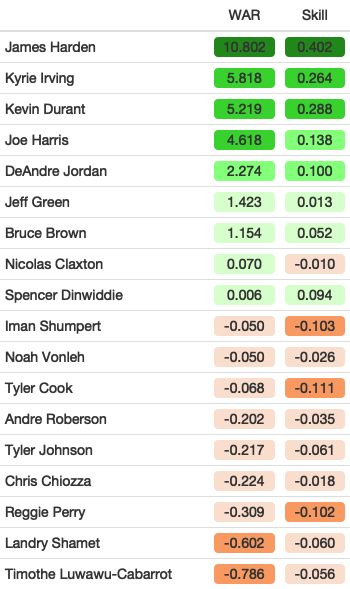 WAR Skill
James Harden 10.802 0.402
Kyrie Irving 5.818 0.264
Kevin Durant 5.219 0.288
Joe Harris 4.618 0.138
DeAndre Jordan 2.274 0.100
Jeff Green 1.423 0.013
Bruce Brown 1.154 0.052
Nicolas Claxton 0.070 -0.010
Spencer Dinwiddie 0.006 0.094
Iman Shumpert -0.050 -0.103
Noah Vonleh -0.050 -0.026
Tyler Cook -0.068 -0.111
Andre Roberson -0.202 -0.035
Tyler Johnson -0.217 -0.061
Chris Chiozza -0.224 -0.018
Reggie Perry -0.309 -0.102
Landry Shamet -0.602 -0.060
Timothe Luwawu-Cabarrot -0.786 -0.056